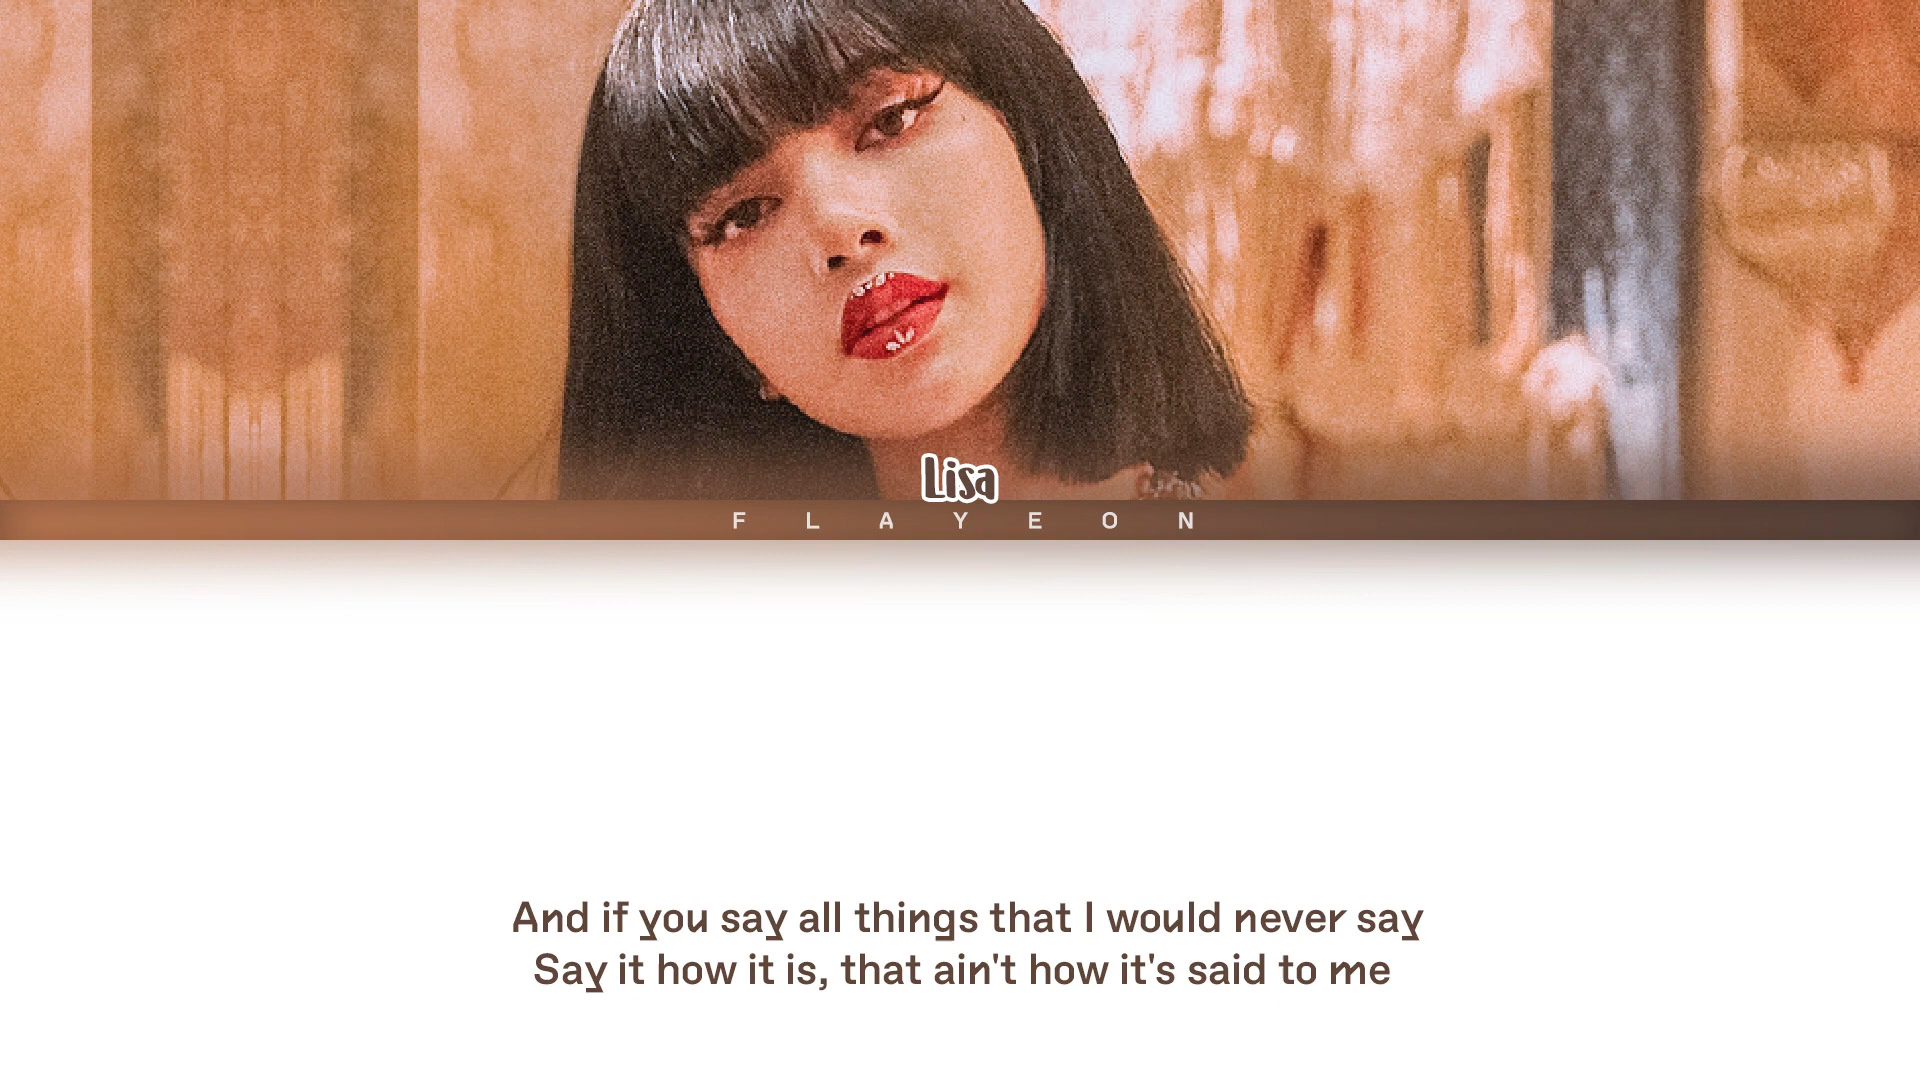 Lisa
F L A Y E O N
And if you say all things that I would never say
Say it how it is, that ain't how it's said to me